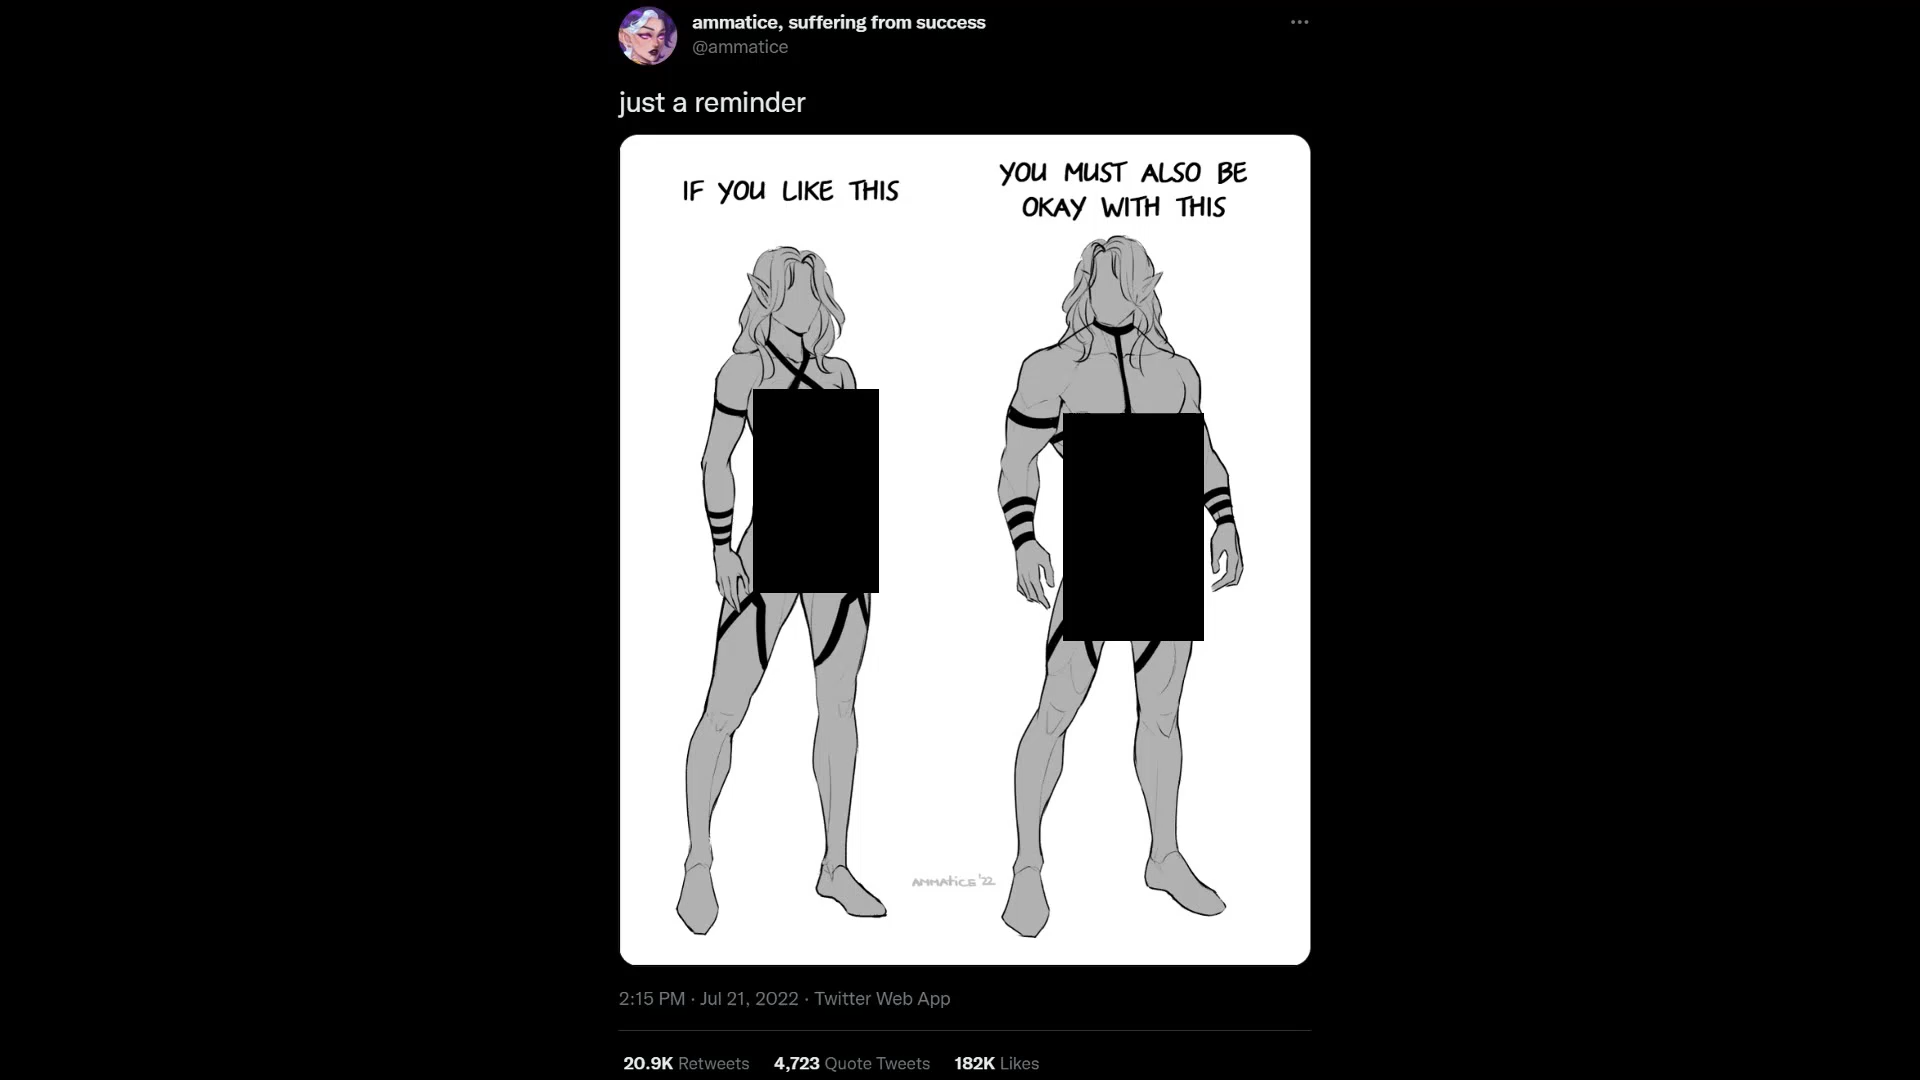 ammatice, suffering from success
@ammatice
just a reminder
IF YOU LIKE THIS
YOU MUST ALSO BE
OKAY WITH THIS
AMMATICE '22
2:15 PM · Jul 21, 2022 · Twitter Web App
20.9K Retweets 4,723 Quote Tweets 182K Likes